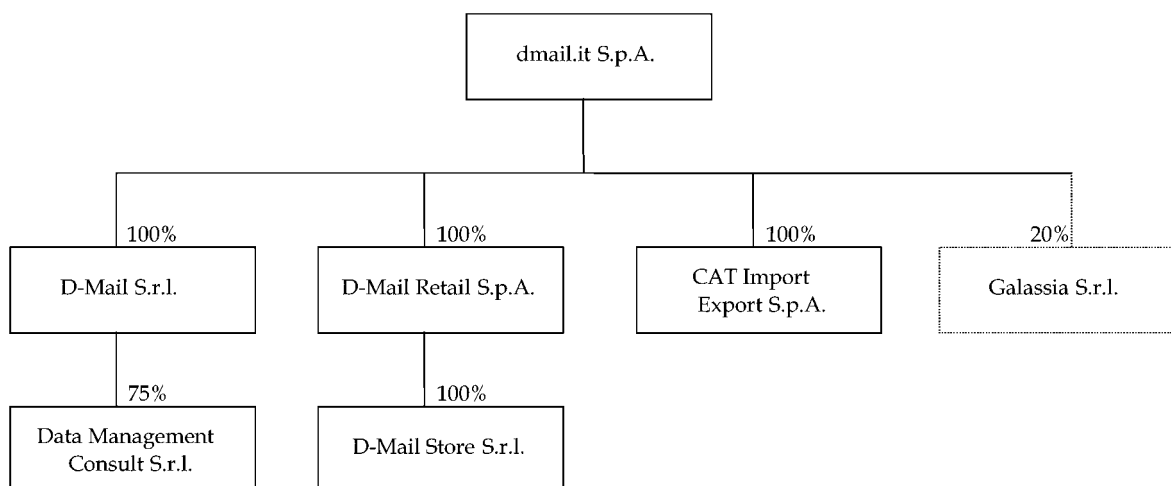 dmail.it S.p.A.
100%
100%
100%
20%
D-Mail S.r.l.
D-Mail Retail S.p.A.
CAT Import
Export S.p.A.
Galassia S.r.l.
75%
100%
Data Management
Consult S.r.l.
D-Mail Store S.r.l.